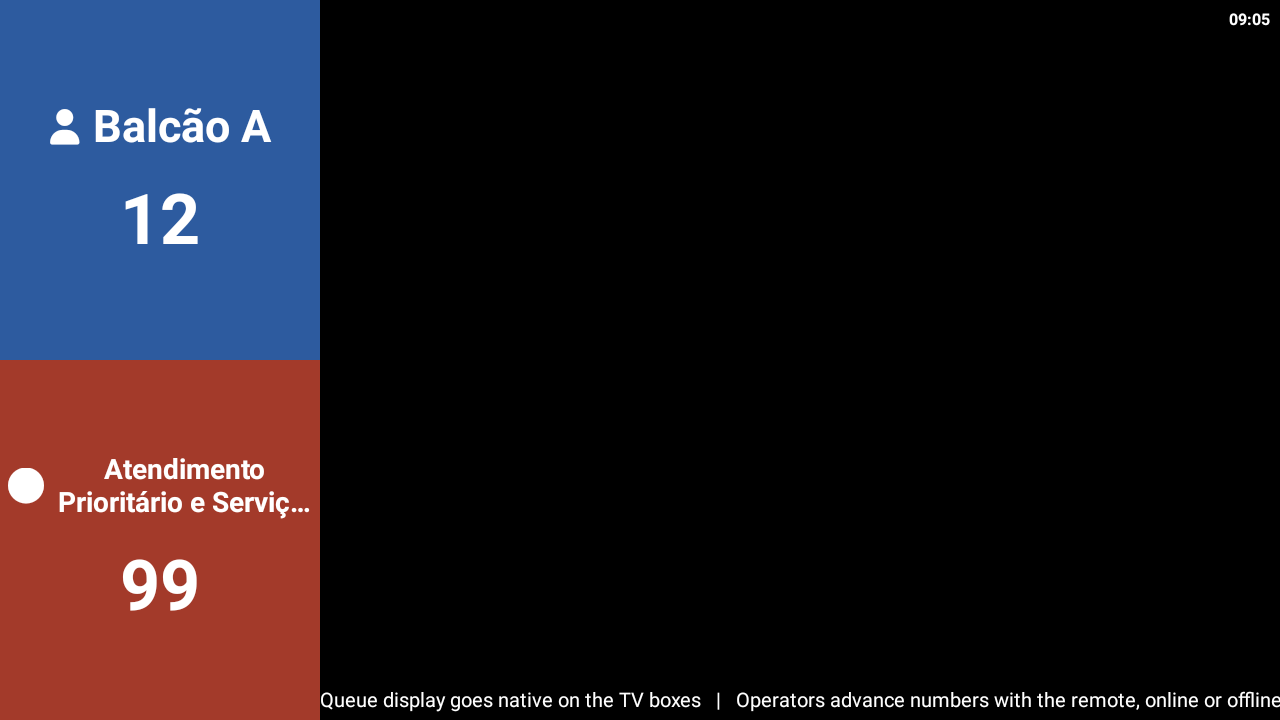 09:05
Balcão A
12
Atendimento
Prioritário e Serviç...
99
Queue display goes native on the TV boxes | Operators advance numbers with the remote, online or offline